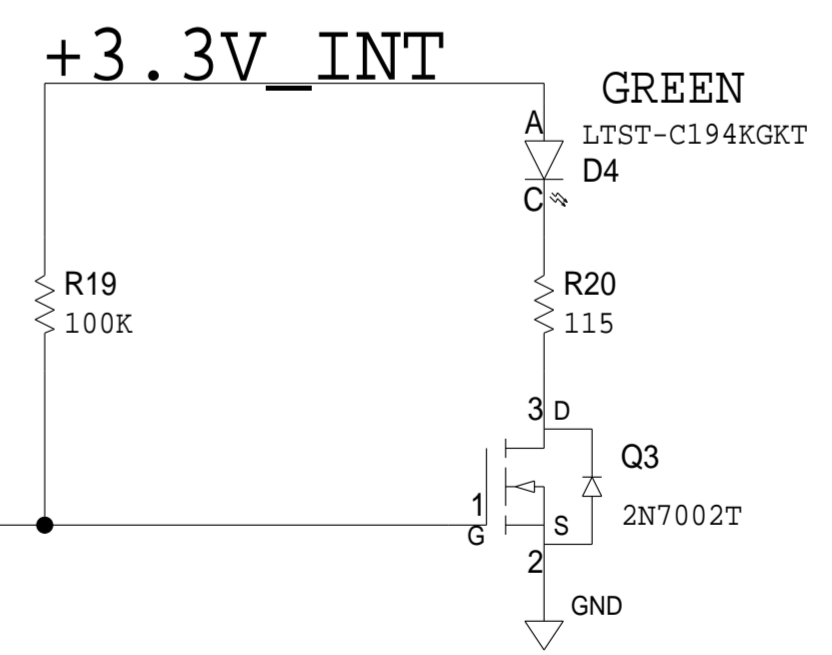 +3.3V_INT
GREEN
LTST-C194KGKT
A
D4
C
R19
100K
R20
115
3 D
Q3
1
2N7002T
S
G
2
GND